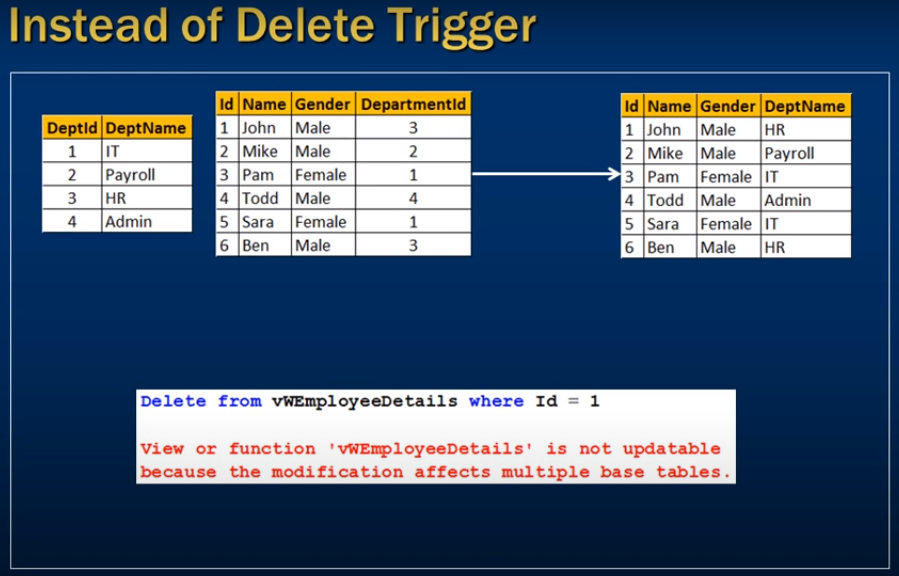 Instead of Delete Trigger
DeptId DeptName
1 IT
2 Payroll
3 HR
4 Admin
Id Name Gender DepartmentId
1 John Male 3
2 Mike Male 2
3 Pam Female 1
4 Todd Male 4
5 Sara Female 1
6 Ben Male 3
Id Name Gender DeptName
1 John Male HR
2 Mike Male Payroll
3 Pam Female IT
4 Todd Male Admin
5 Sara Female IT
6 Ben Male HR
Delete from vWEmployeeDetails where Id = 1
View or function 'vWEmployeeDetails' is not updatable
because the modification affects multiple base tables.